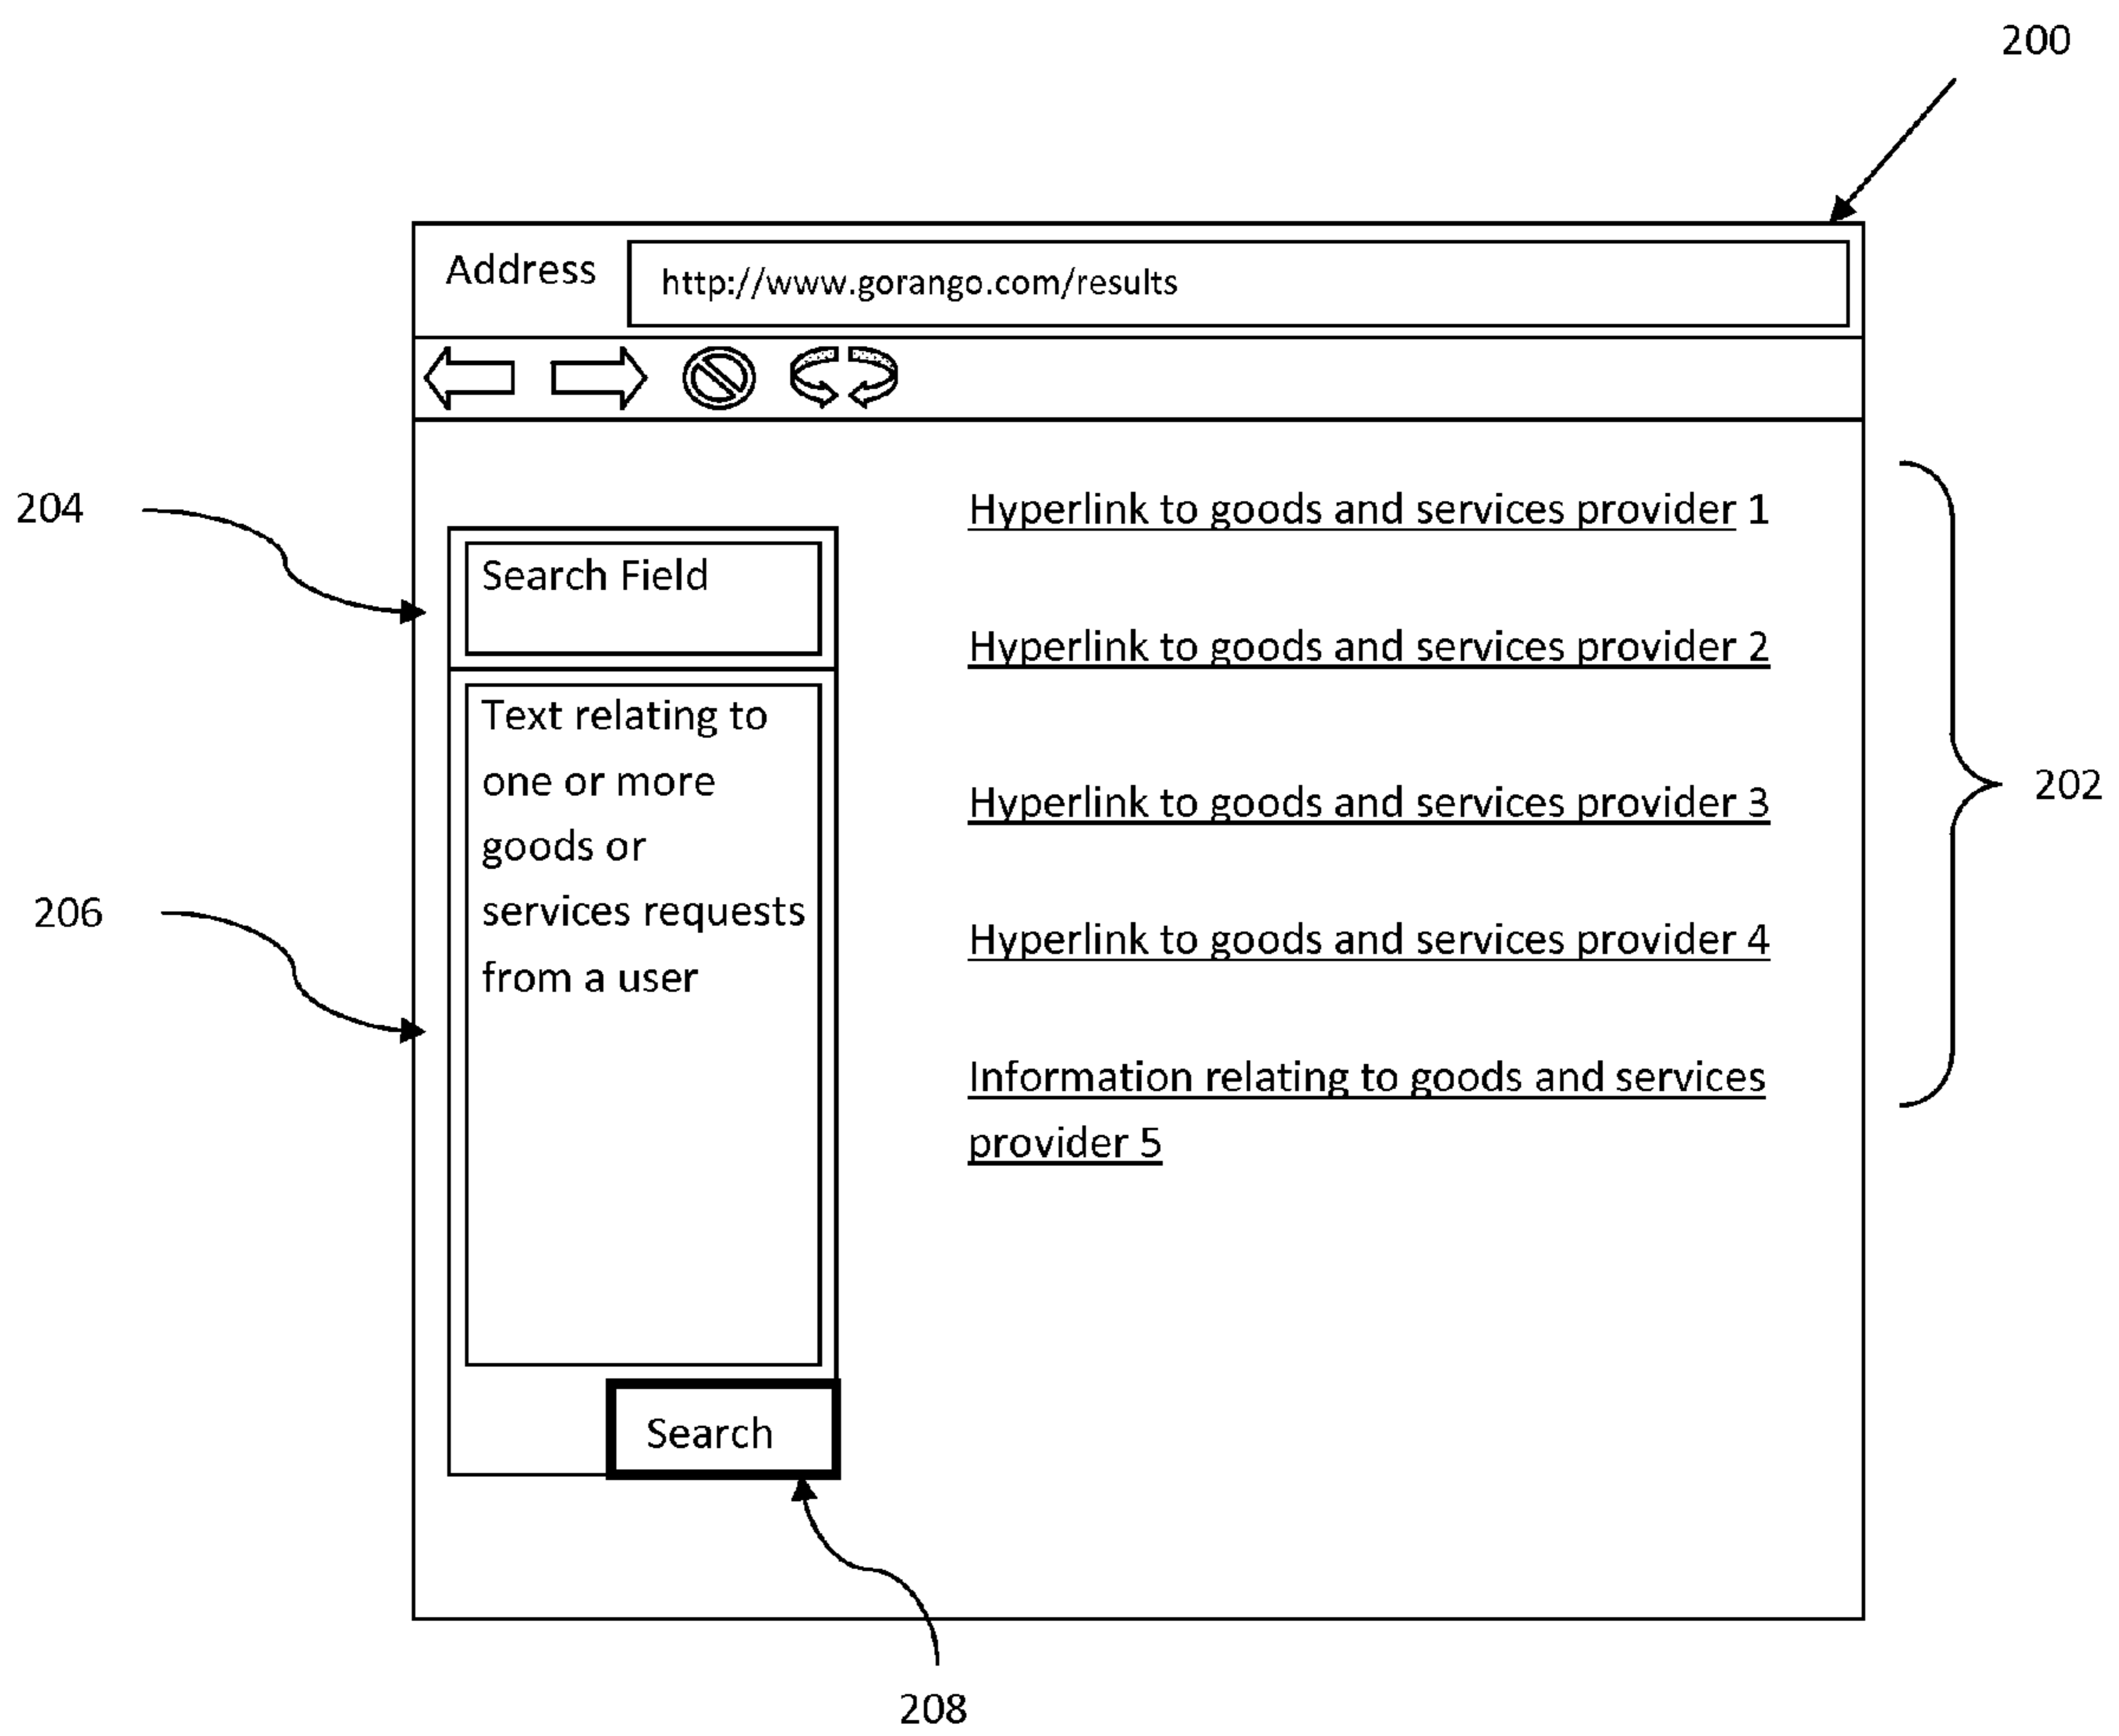 200
Address
http://www.gorango.com/results
204
Search Field
Text relating to
one or more
goods or
services requests
from a user
206
Search
208
Hyperlink to goods and services provider 1
Hyperlink to goods and services provider 2
Hyperlink to goods and services provider 3
Hyperlink to goods and services provider 4
Information relating to goods and services
provider 5
202